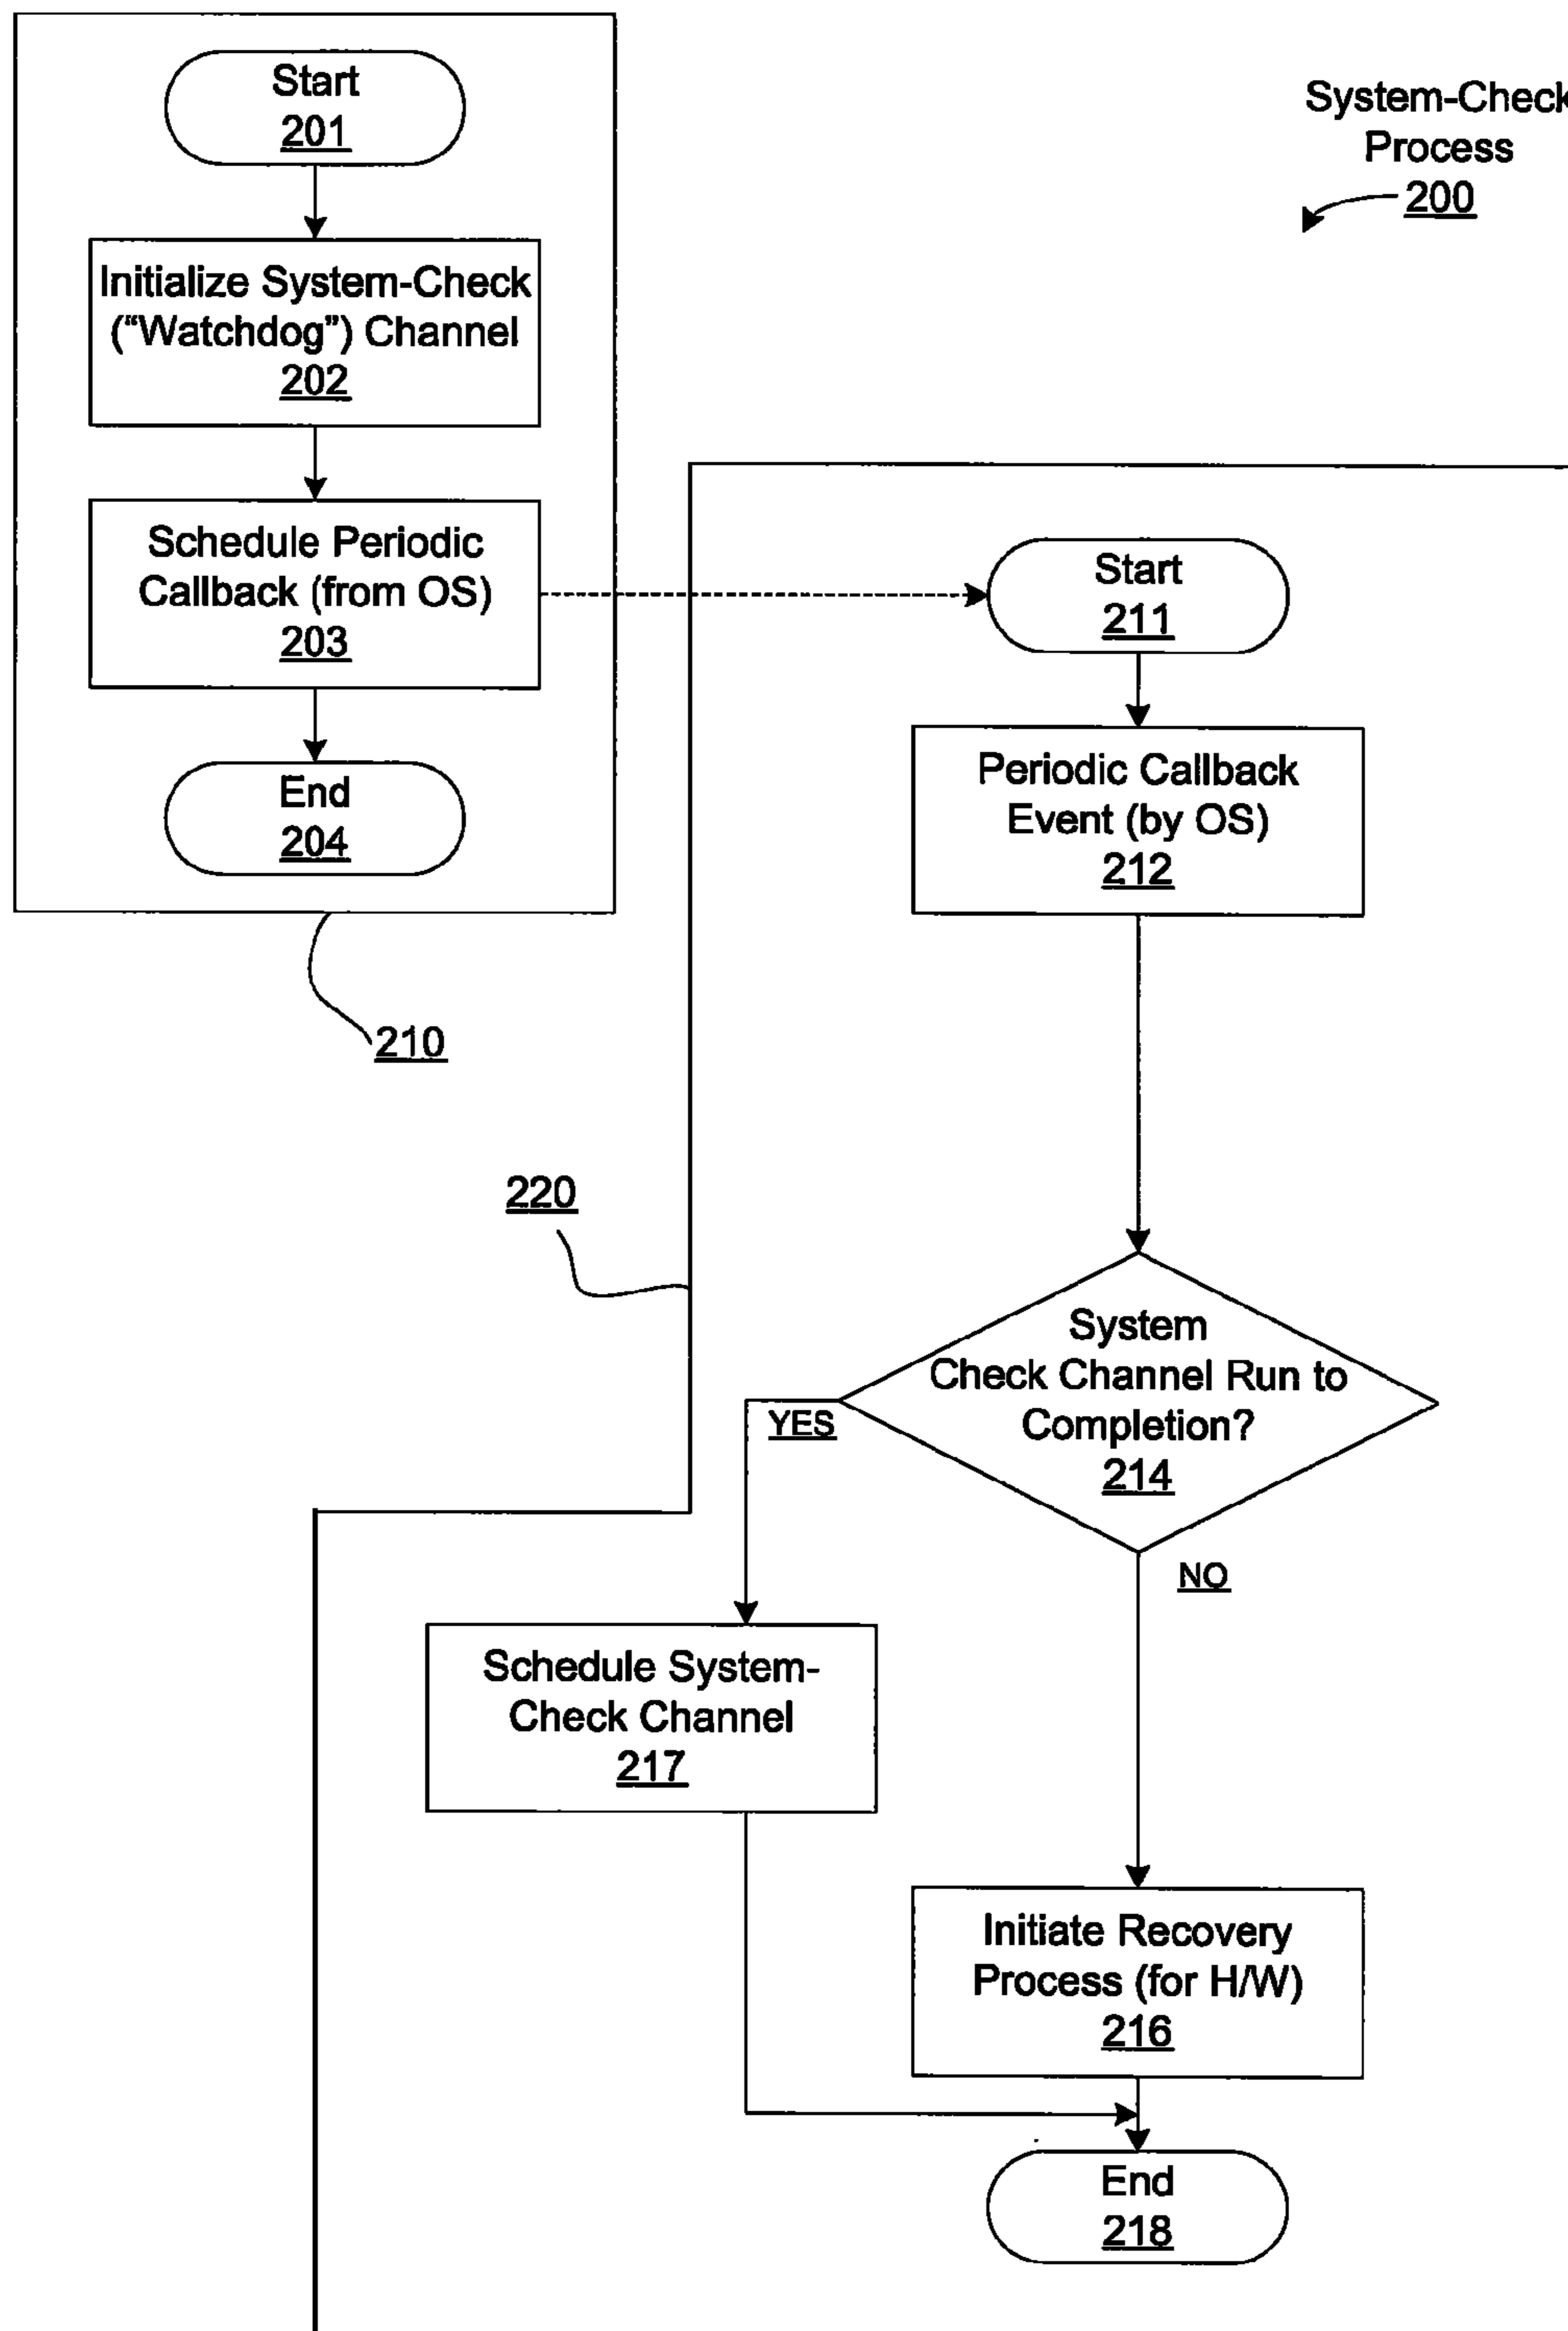 Start
201
System-Check
Process
200
Initialize System-Check
(“Watchdog”) Channel
202
Schedule Periodic
Callback (from OS)
203
Start
211
End
204
Periodic Callback
Event (by OS)
212
210
220
System
Check Channel Run to
Completion?
214
YES
NO
Schedule System-
Check Channel
217
Initiate Recovery
Process (for H/W)
216
End
218